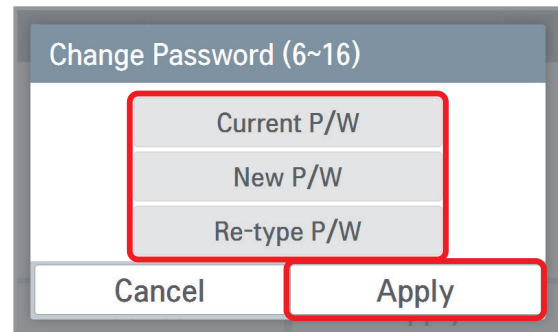 Change Password (6~16)
Current P/W
New P/W
Re-type P/W
Cancel
Apply